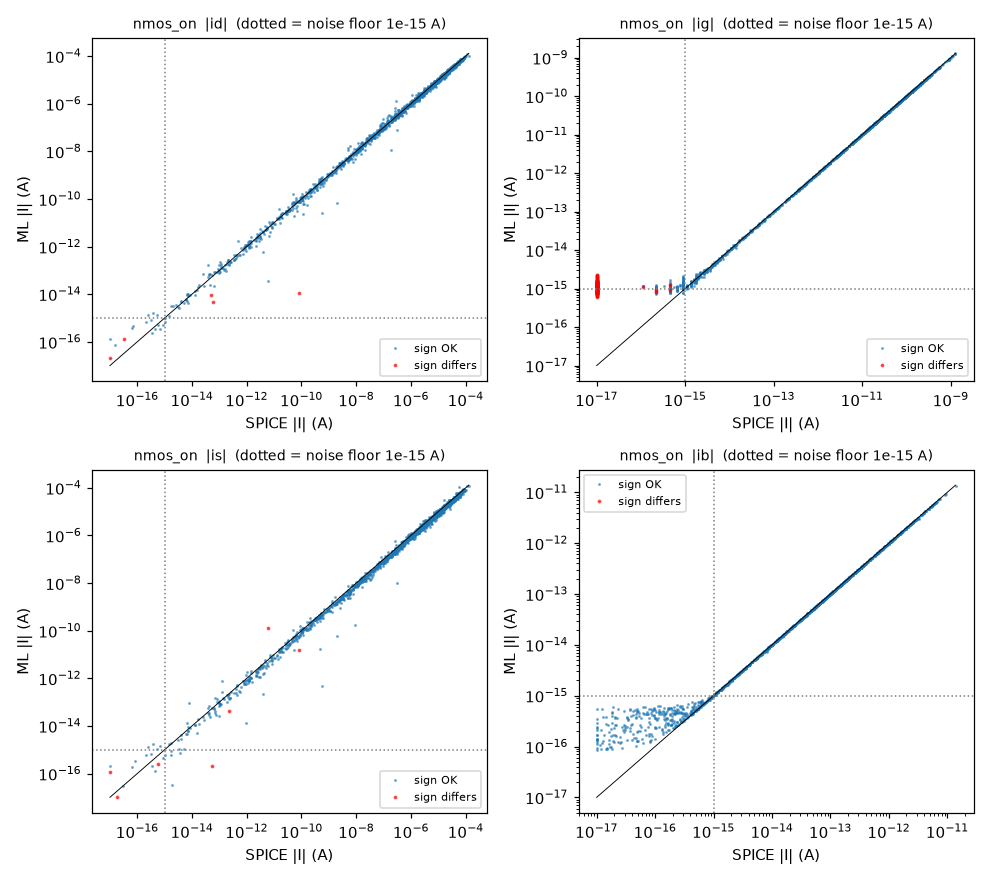 nmos_on |id| (dotted = noise floor 1e-15 A)
10⁻⁴
10⁻⁶
10⁻⁸
10⁻¹⁰
10⁻¹²
10⁻¹⁴
10⁻¹⁶
ML |I| (A)
sign OK
sign differs
10⁻¹⁶ 10⁻¹⁴ 10⁻¹² 10⁻¹⁰ 10⁻⁸ 10⁻⁶ 10⁻⁴
SPICE |I| (A)
nmos_on |ig| (dotted = noise floor 1e-15 A)
10⁻⁹
10⁻¹⁰
10⁻¹¹
10⁻¹²
10⁻¹³
10⁻¹⁴
10⁻¹⁵
10⁻¹⁶
10⁻¹⁷
ML |I| (A)
sign OK
sign differs
10⁻¹⁷ 10⁻¹⁵ 10⁻¹³ 10⁻¹¹ 10⁻⁹
SPICE |I| (A)
nmos_on |is| (dotted = noise floor 1e-15 A)
10⁻⁴
10⁻⁶
10⁻⁸
10⁻¹⁰
10⁻¹²
10⁻¹⁴
10⁻¹⁶
ML |I| (A)
sign OK
sign differs
10⁻¹⁶ 10⁻¹⁴ 10⁻¹² 10⁻¹⁰ 10⁻⁸ 10⁻⁶ 10⁻⁴
SPICE |I| (A)
nmos_on |ib| (dotted = noise floor 1e-15 A)
sign OK
sign differs
10⁻¹¹
10⁻¹²
10⁻¹³
10⁻¹⁴
10⁻¹⁵
10⁻¹⁶
10⁻¹⁷
ML |I| (A)
10⁻¹⁷ 10⁻¹⁶ 10⁻¹⁵ 10⁻¹⁴ 10⁻¹³ 10⁻¹² 10⁻¹¹
SPICE |I| (A)